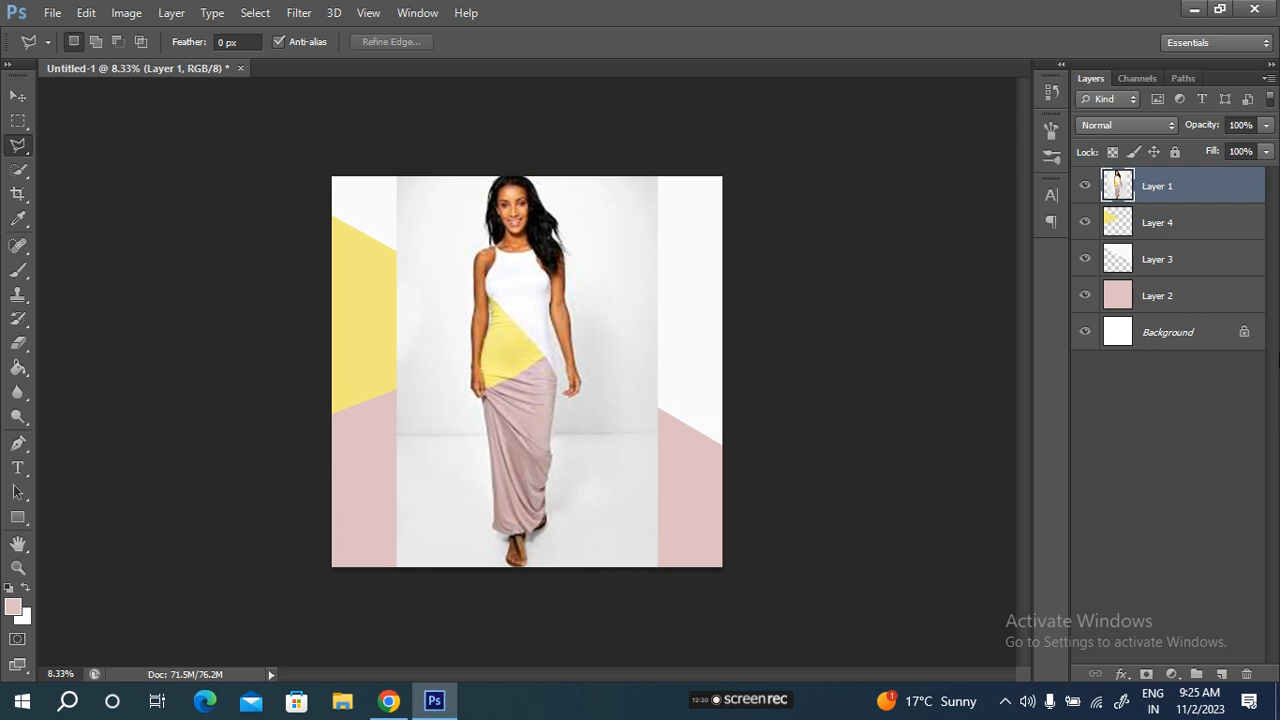 Ps File Edit Image Layer Type Select Filter 3D View Window Help
Feather: 0 px Anti-alias Refine Edge... Essentials
Untitled-1 @ 8.33% (Layer 1, RGB/8) * ×
Layers Channels Paths
Kind
Normal Opacity: 100%
Lock: Fill: 100%
Layer 1
Layer 4
Layer 3
Layer 2
Background
Activate Windows
Go to Settings to activate Windows.
8.33% Doc: 71.5M/76.2M
12:20 screenrec
1 17°C Sunny
ENG
IN
9:25 AM
11/2/2023
Ps